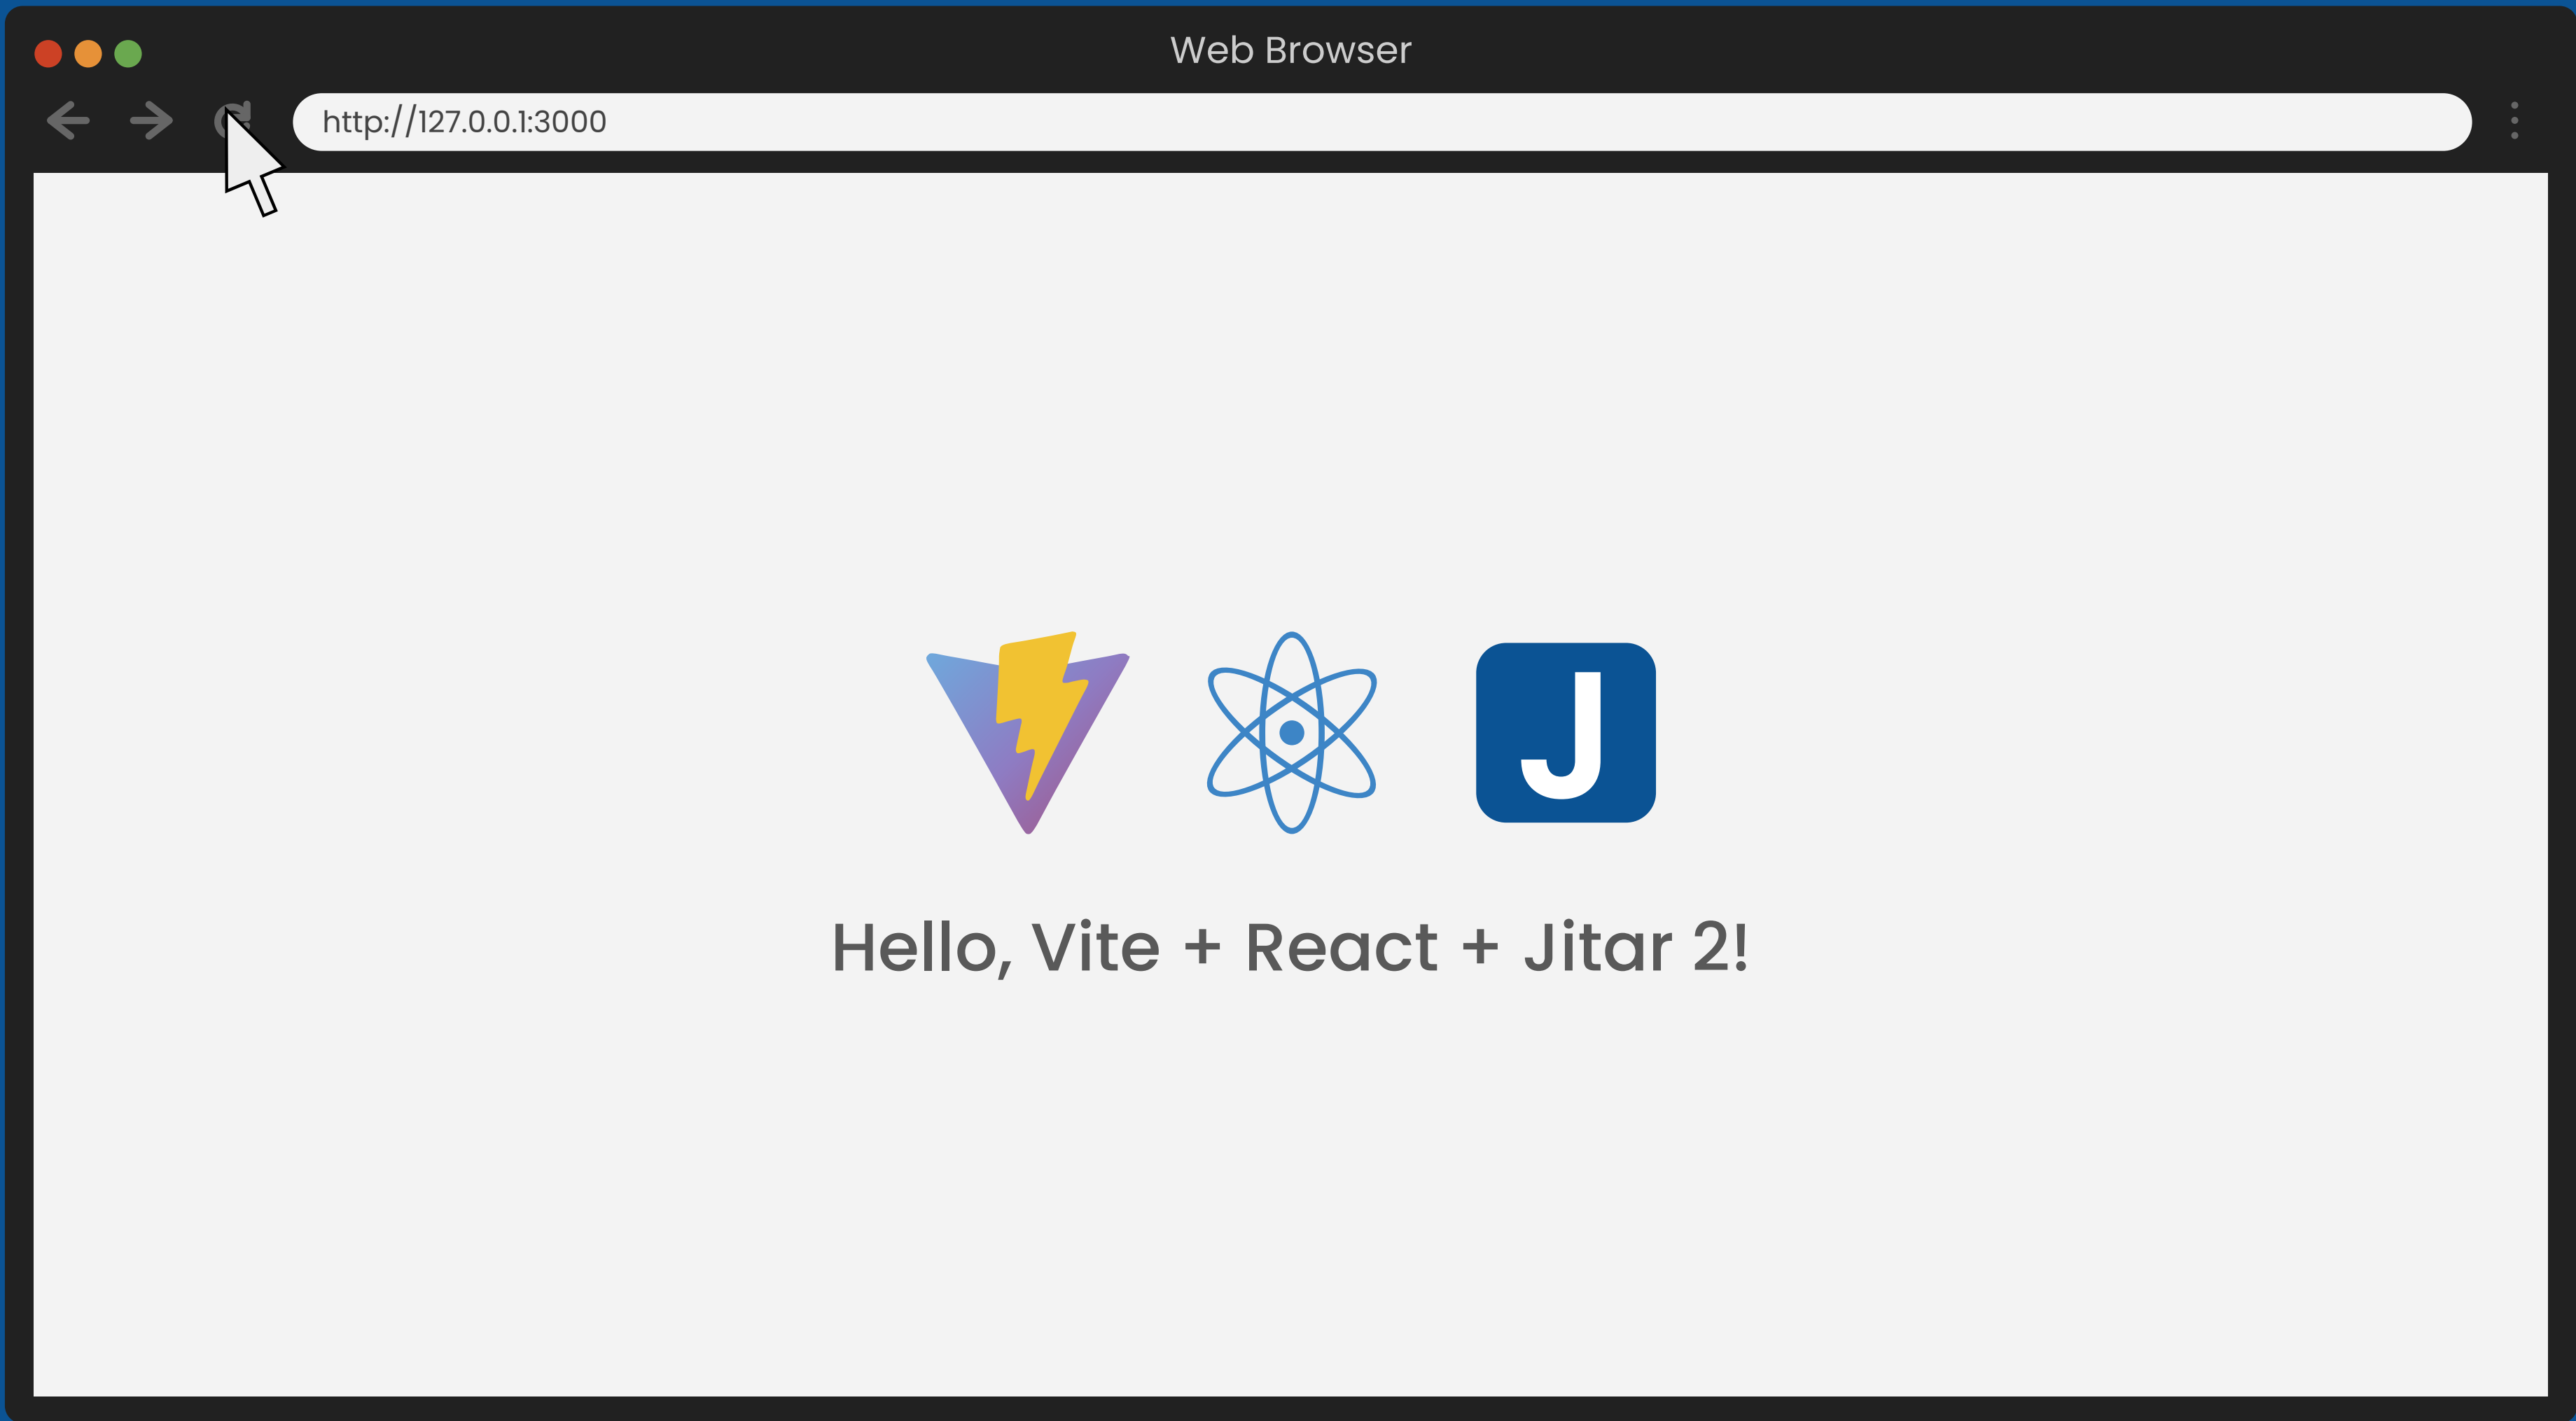 Web Browser
http://127.0.0.1:3000
J
Hello, Vite + React + Jitar 2!